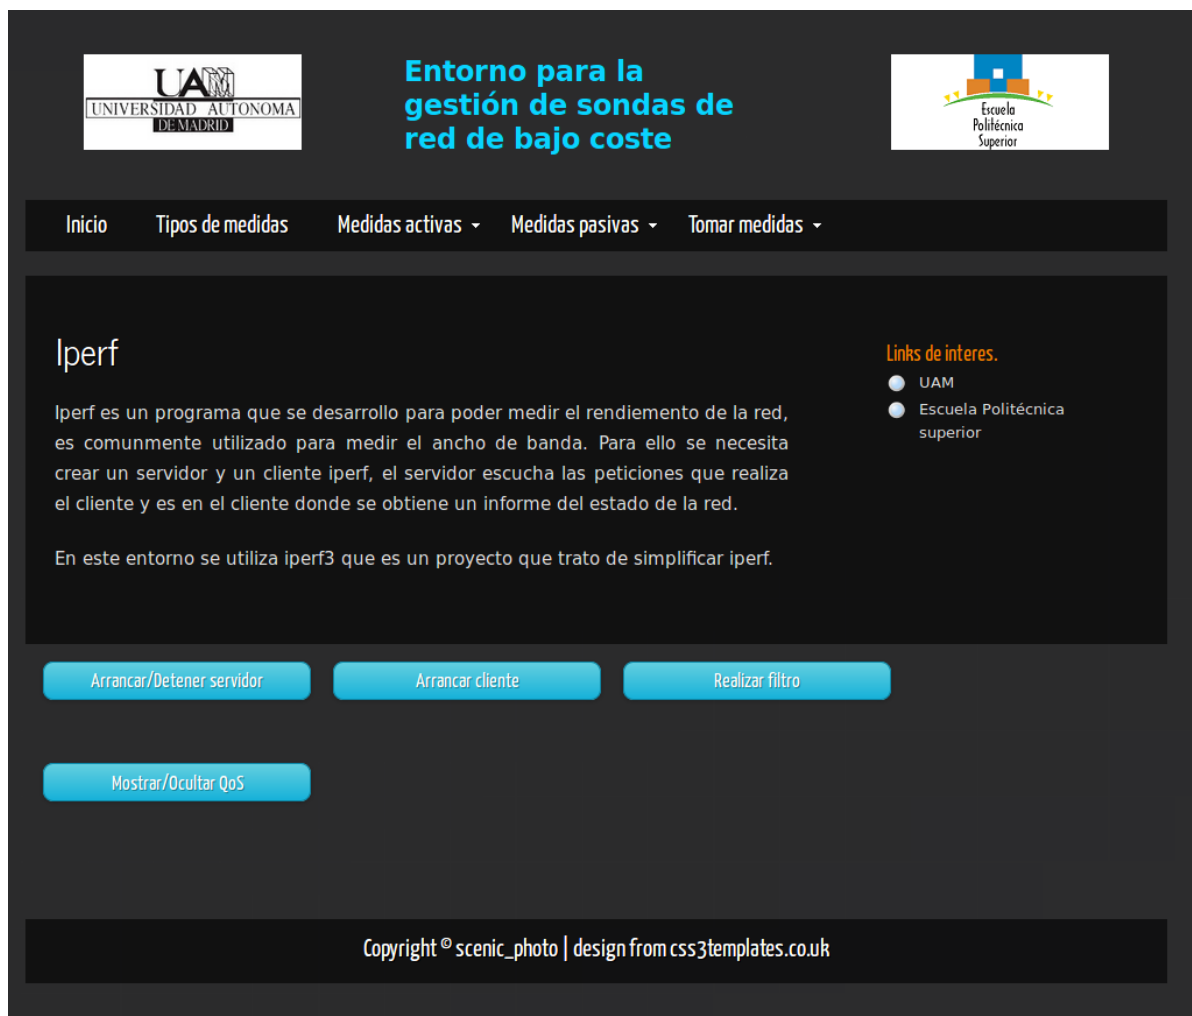 UAM
UNIVERSIDAD AUTONOMA
DE MADRID
Entorno para la
gestión de sondas de
red de bajo coste
Escuela
Politécnica
Superior
Inicio Tipos de medidas Medidas activas Medidas pasivas Tomar medidas
Iperf
Iperf es un programa que se desarrollo para poder medir el rendiemento de la red,
es comunmente utilizado para medir el ancho de banda. Para ello se necesita
crear un servidor y un cliente iperf, el servidor escucha las peticiones que realiza
el cliente y es en el cliente donde se obtiene un informe del estado de la red.
En este entorno se utiliza iperf3 que es un proyecto que trato de simplificar iperf.
Links de interes.
UAM
Escuela Politécnica
superior
Arrancar/Detener servidor Arrancar cliente Realizar filtro
Mostrar/Ocultar QoS
Copyright © scenic_photo | design from css3templates.co.uk